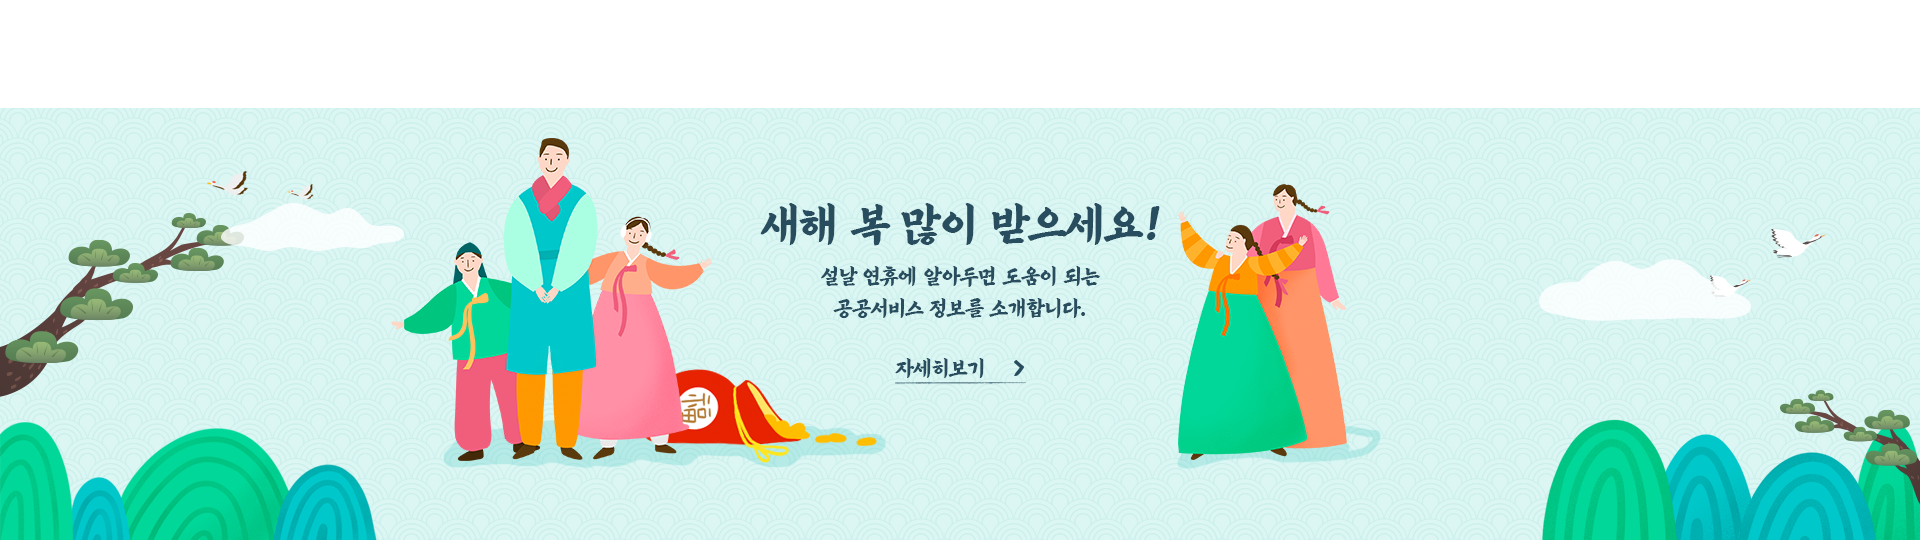 새해 복 많이 받으세요!
설날 연휴에 알아두면 도움이 되는
공공서비스 정보를 소개합니다.
자세히보기 >
福